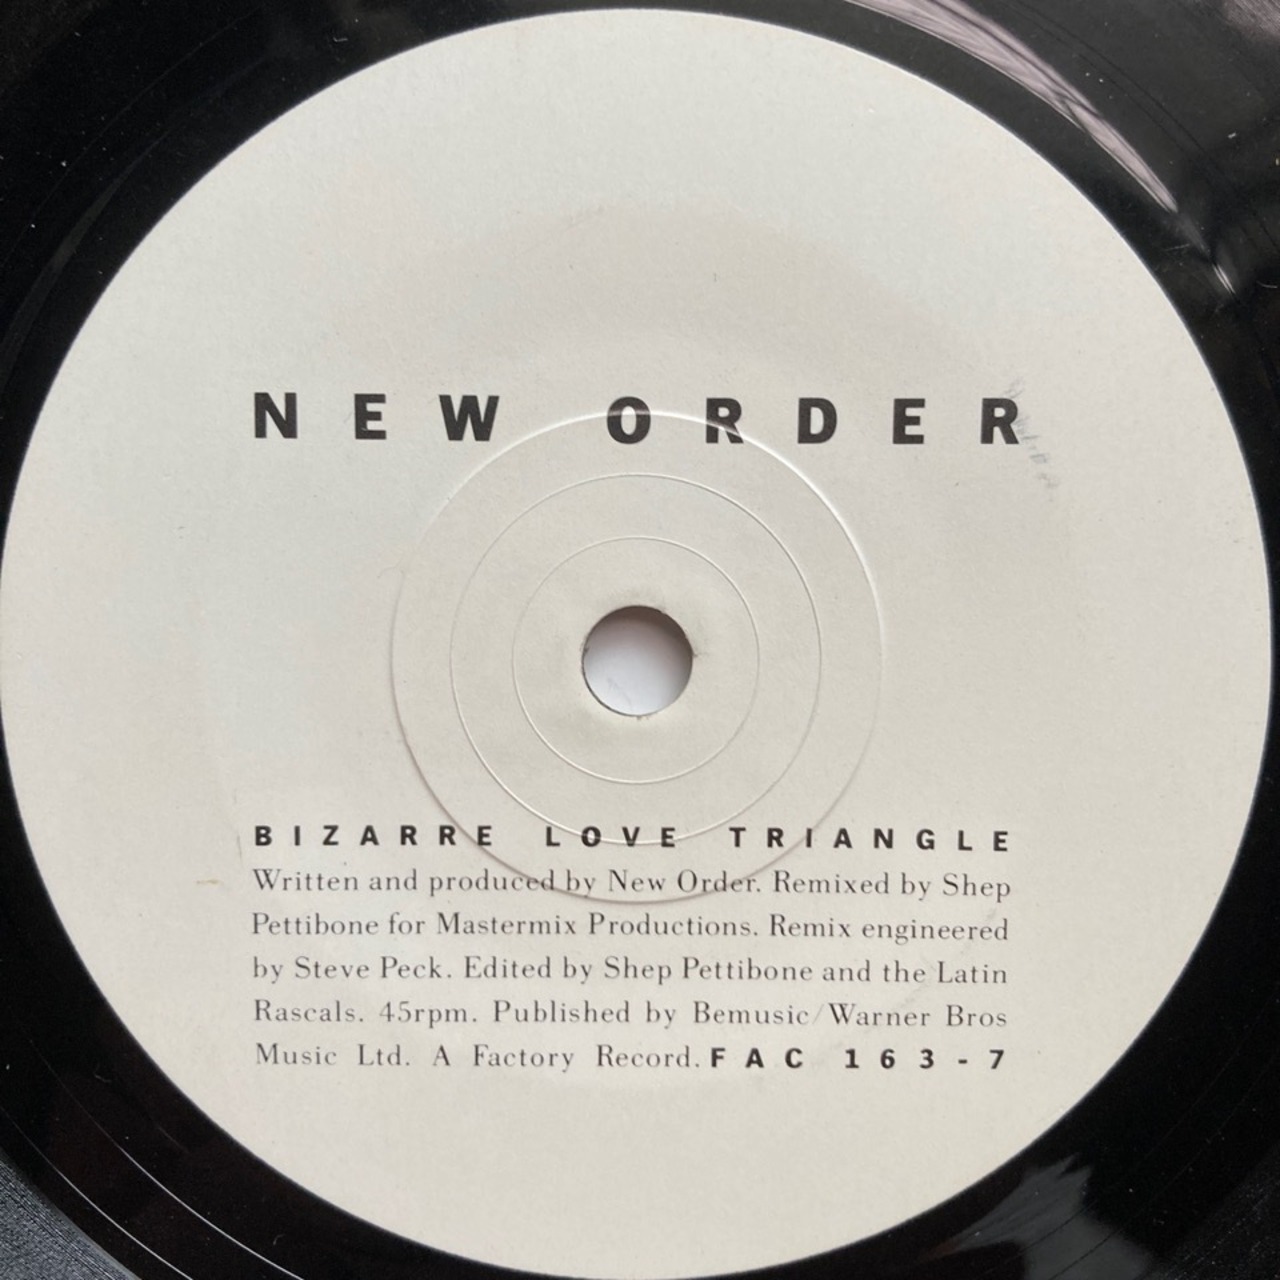 NEW ORDER
BIZARRE LOVE TRIANGLE
Written and produced by New Order. Remixed by Shep
Pettibone for Mastermix Productions. Remix engineered
by Steve Peck. Edited by Shep Pettibone and the Latin
Rascals. 45rpm. Published by Bemusic/Warner Bros
Music Ltd. A Factory Record. FAC 163-7